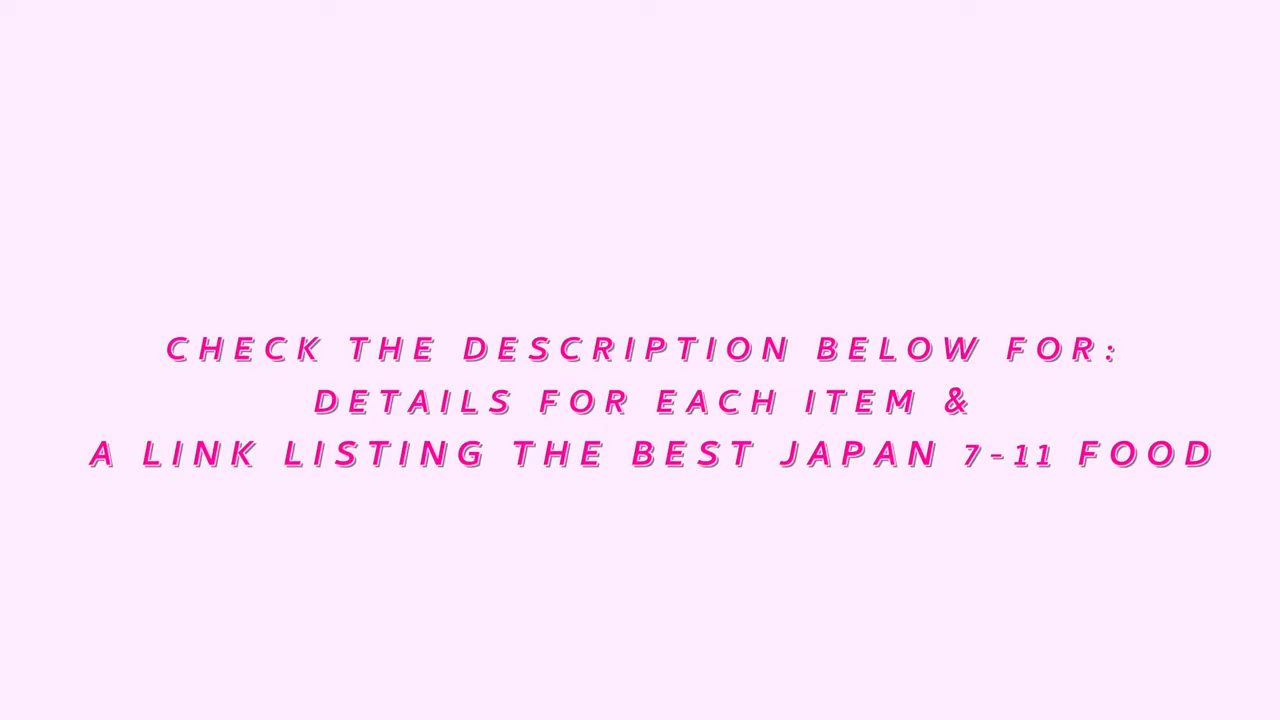 CHECK THE DESCRIPTION BELOW FOR:
DETAILS FOR EACH ITEM &
A LINK LISTING THE BEST JAPAN 7-11 FOOD